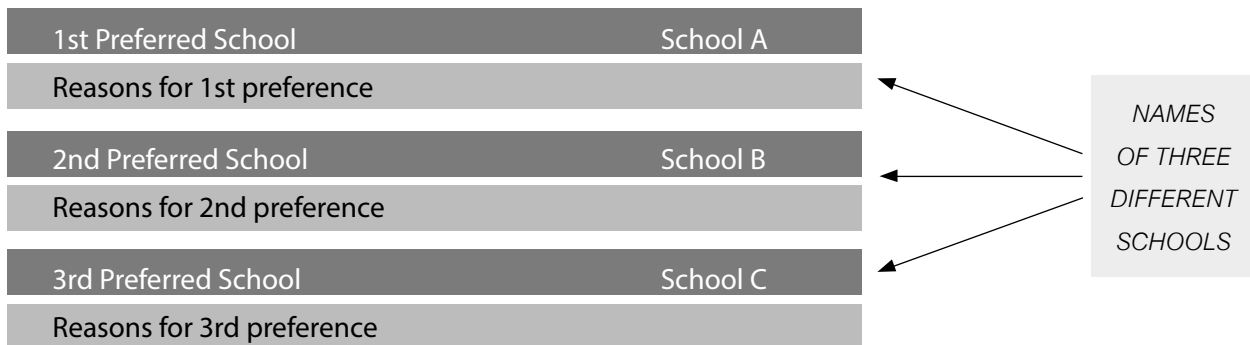 1st Preferred School School A
Reasons for 1st preference
2nd Preferred School School B
Reasons for 2nd preference
3rd Preferred School School C
Reasons for 3rd preference
NAMES
OF THREE
DIFFERENT
SCHOOLS